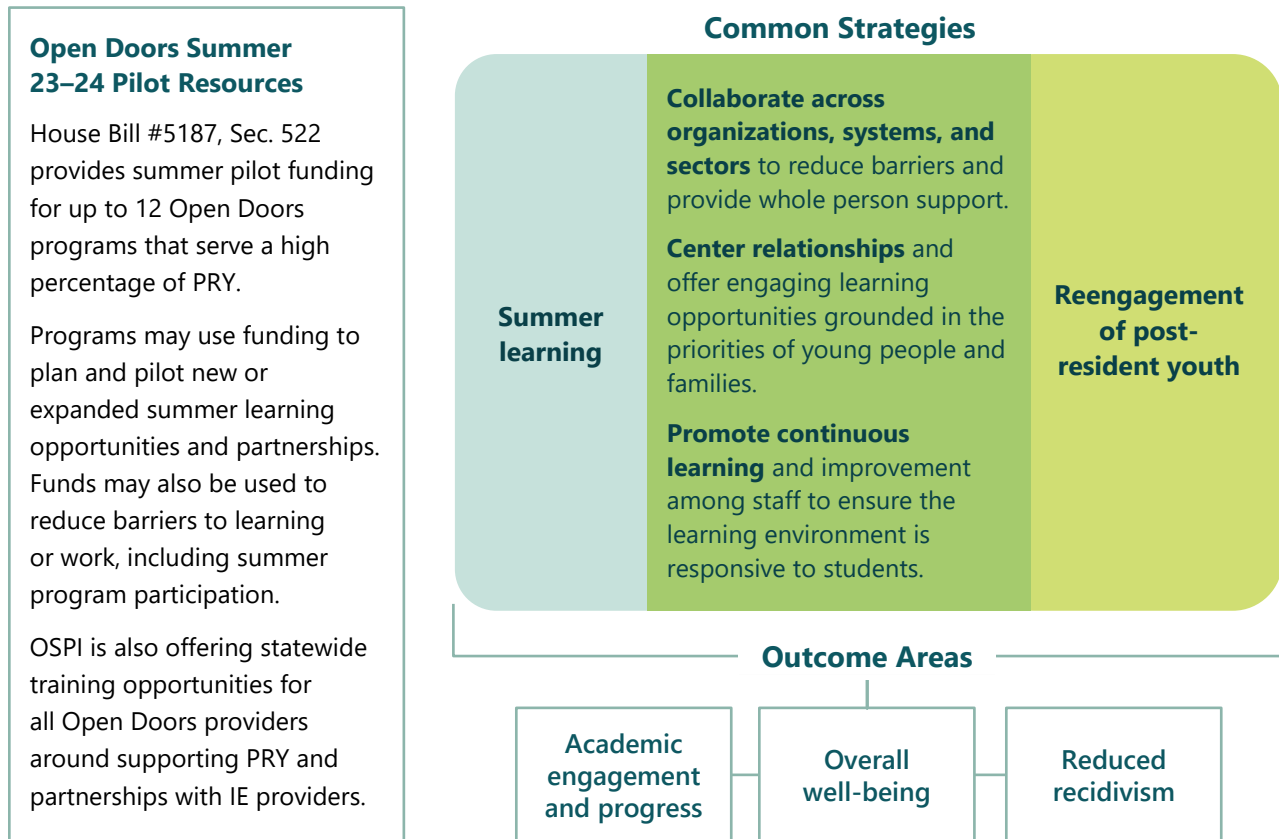 Open Doors Summer
23–24 Pilot Resources
House Bill #5187, Sec. 522
provides summer pilot funding
for up to 12 Open Doors
programs that serve a high
percentage of PRY.
Programs may use funding to
plan and pilot new or
expanded summer learning
opportunities and partnerships.
Funds may also be used to
reduce barriers to learning
or work, including summer
program participation.
OSPI is also offering statewide
training opportunities for
all Open Doors providers
around supporting PRY and
partnerships with IE providers.
Common Strategies
Summer
learning
Collaborate across
organizations, systems, and
sectors to reduce barriers and
provide whole person support.
Center relationships and
offer engaging learning
opportunities grounded in the
priorities of young people and
families.
Promote continuous
learning and improvement
among staff to ensure the
learning environment is
responsive to students.
Reengagement
of post-
resident youth
Outcome Areas
Academic
engagement
and progress
Overall
well-being
Reduced
recidivism